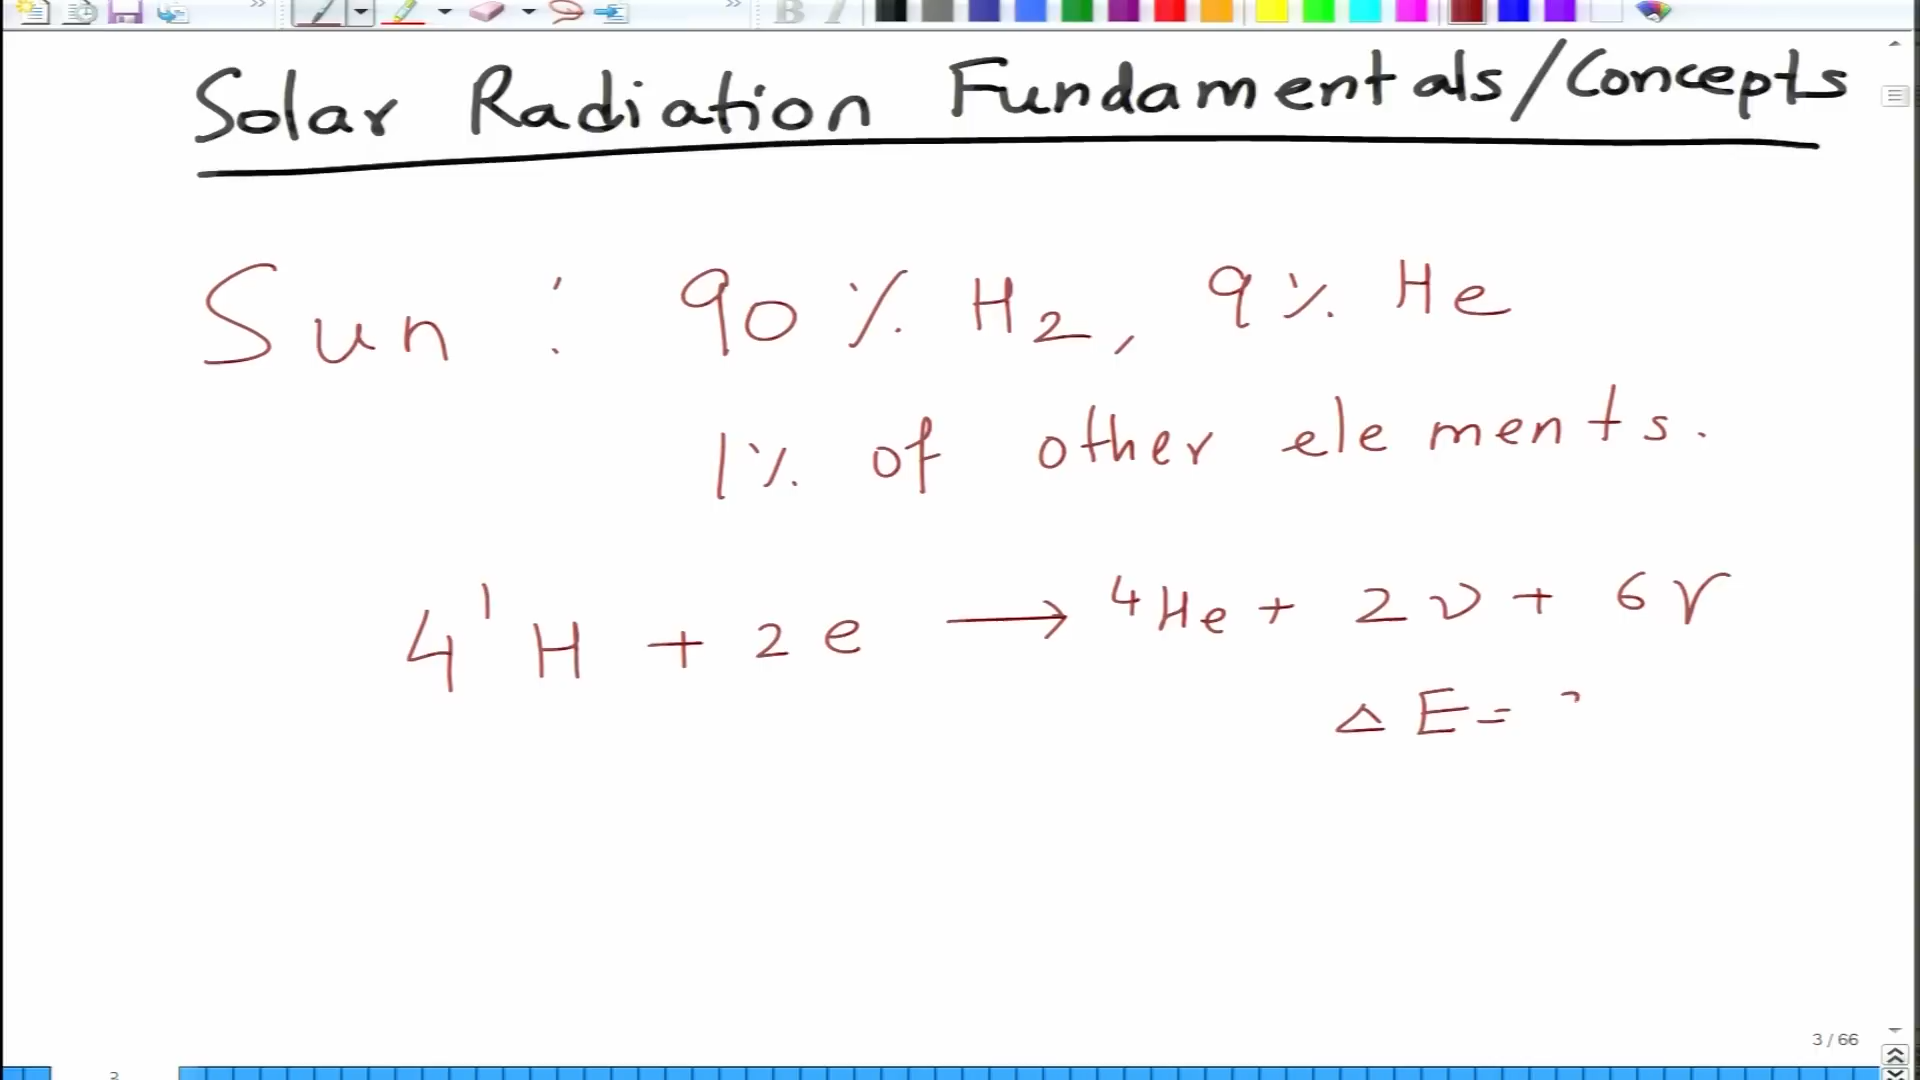 B I
Solar Radiation Fundamentals/Concepts
Sun : 90 % H₂, 9% He
1% of other elements.
4 ¹H + 2e → ⁴He + 2ν + 6γ
Δ E =
3 / 66